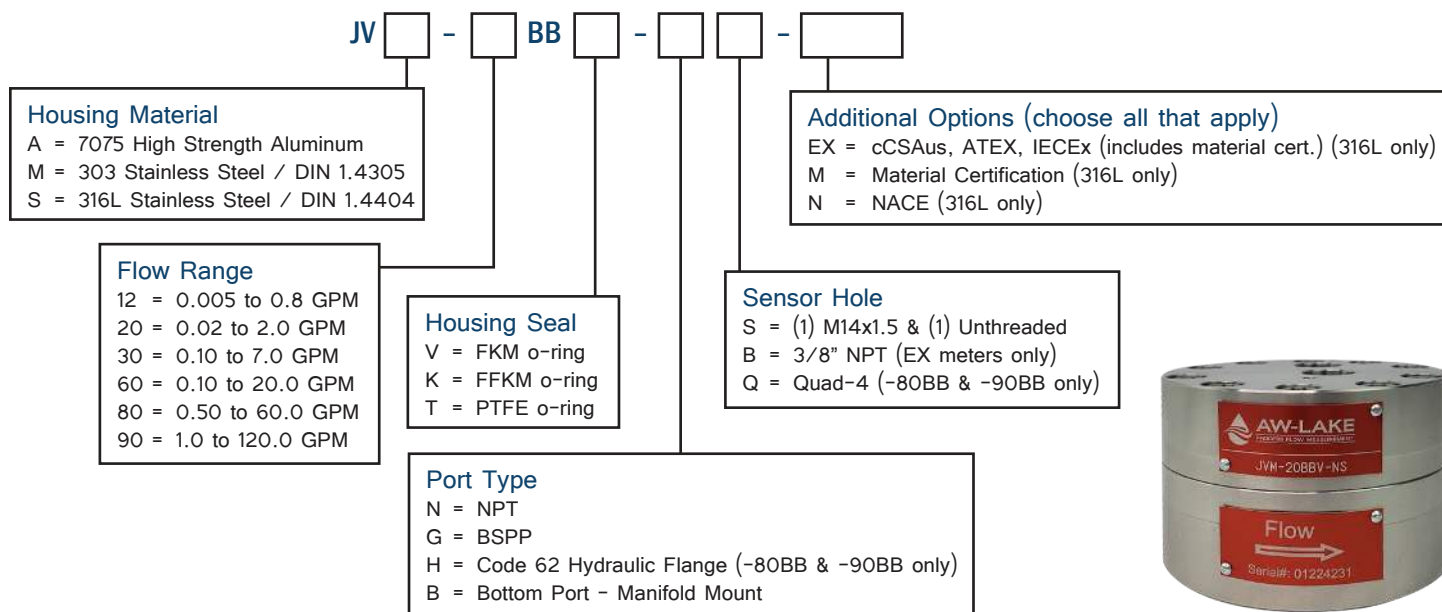 JV - BB - -
Housing Material
A = 7075 High Strength Aluminum
M = 303 Stainless Steel / DIN 1.4305
S = 316L Stainless Steel / DIN 1.4404
Additional Options (choose all that apply)
EX = cCSAus, ATEX, IECEx (includes material cert.) (316L only)
M = Material Certification (316L only)
N = NACE (316L only)
Flow Range
12 = 0.005 to 0.8 GPM
20 = 0.02 to 2.0 GPM
30 = 0.10 to 7.0 GPM
60 = 0.10 to 20.0 GPM
80 = 0.50 to 60.0 GPM
90 = 1.0 to 120.0 GPM
Housing Seal
V = FKM o-ring
K = FFKM o-ring
T = PTFE o-ring
Sensor Hole
S = (1) M14x1.5 & (1) Unthreaded
B = 3/8” NPT (EX meters only)
Q = Quad-4 (-80BB & -90BB only)
Port Type
N = NPT
G = BSPP
H = Code 62 Hydraulic Flange (-80BB & -90BB only)
B = Bottom Port - Manifold Mount
AW-LAKE
JVM-20BBV-NS
Flow
Serial#: 01224231